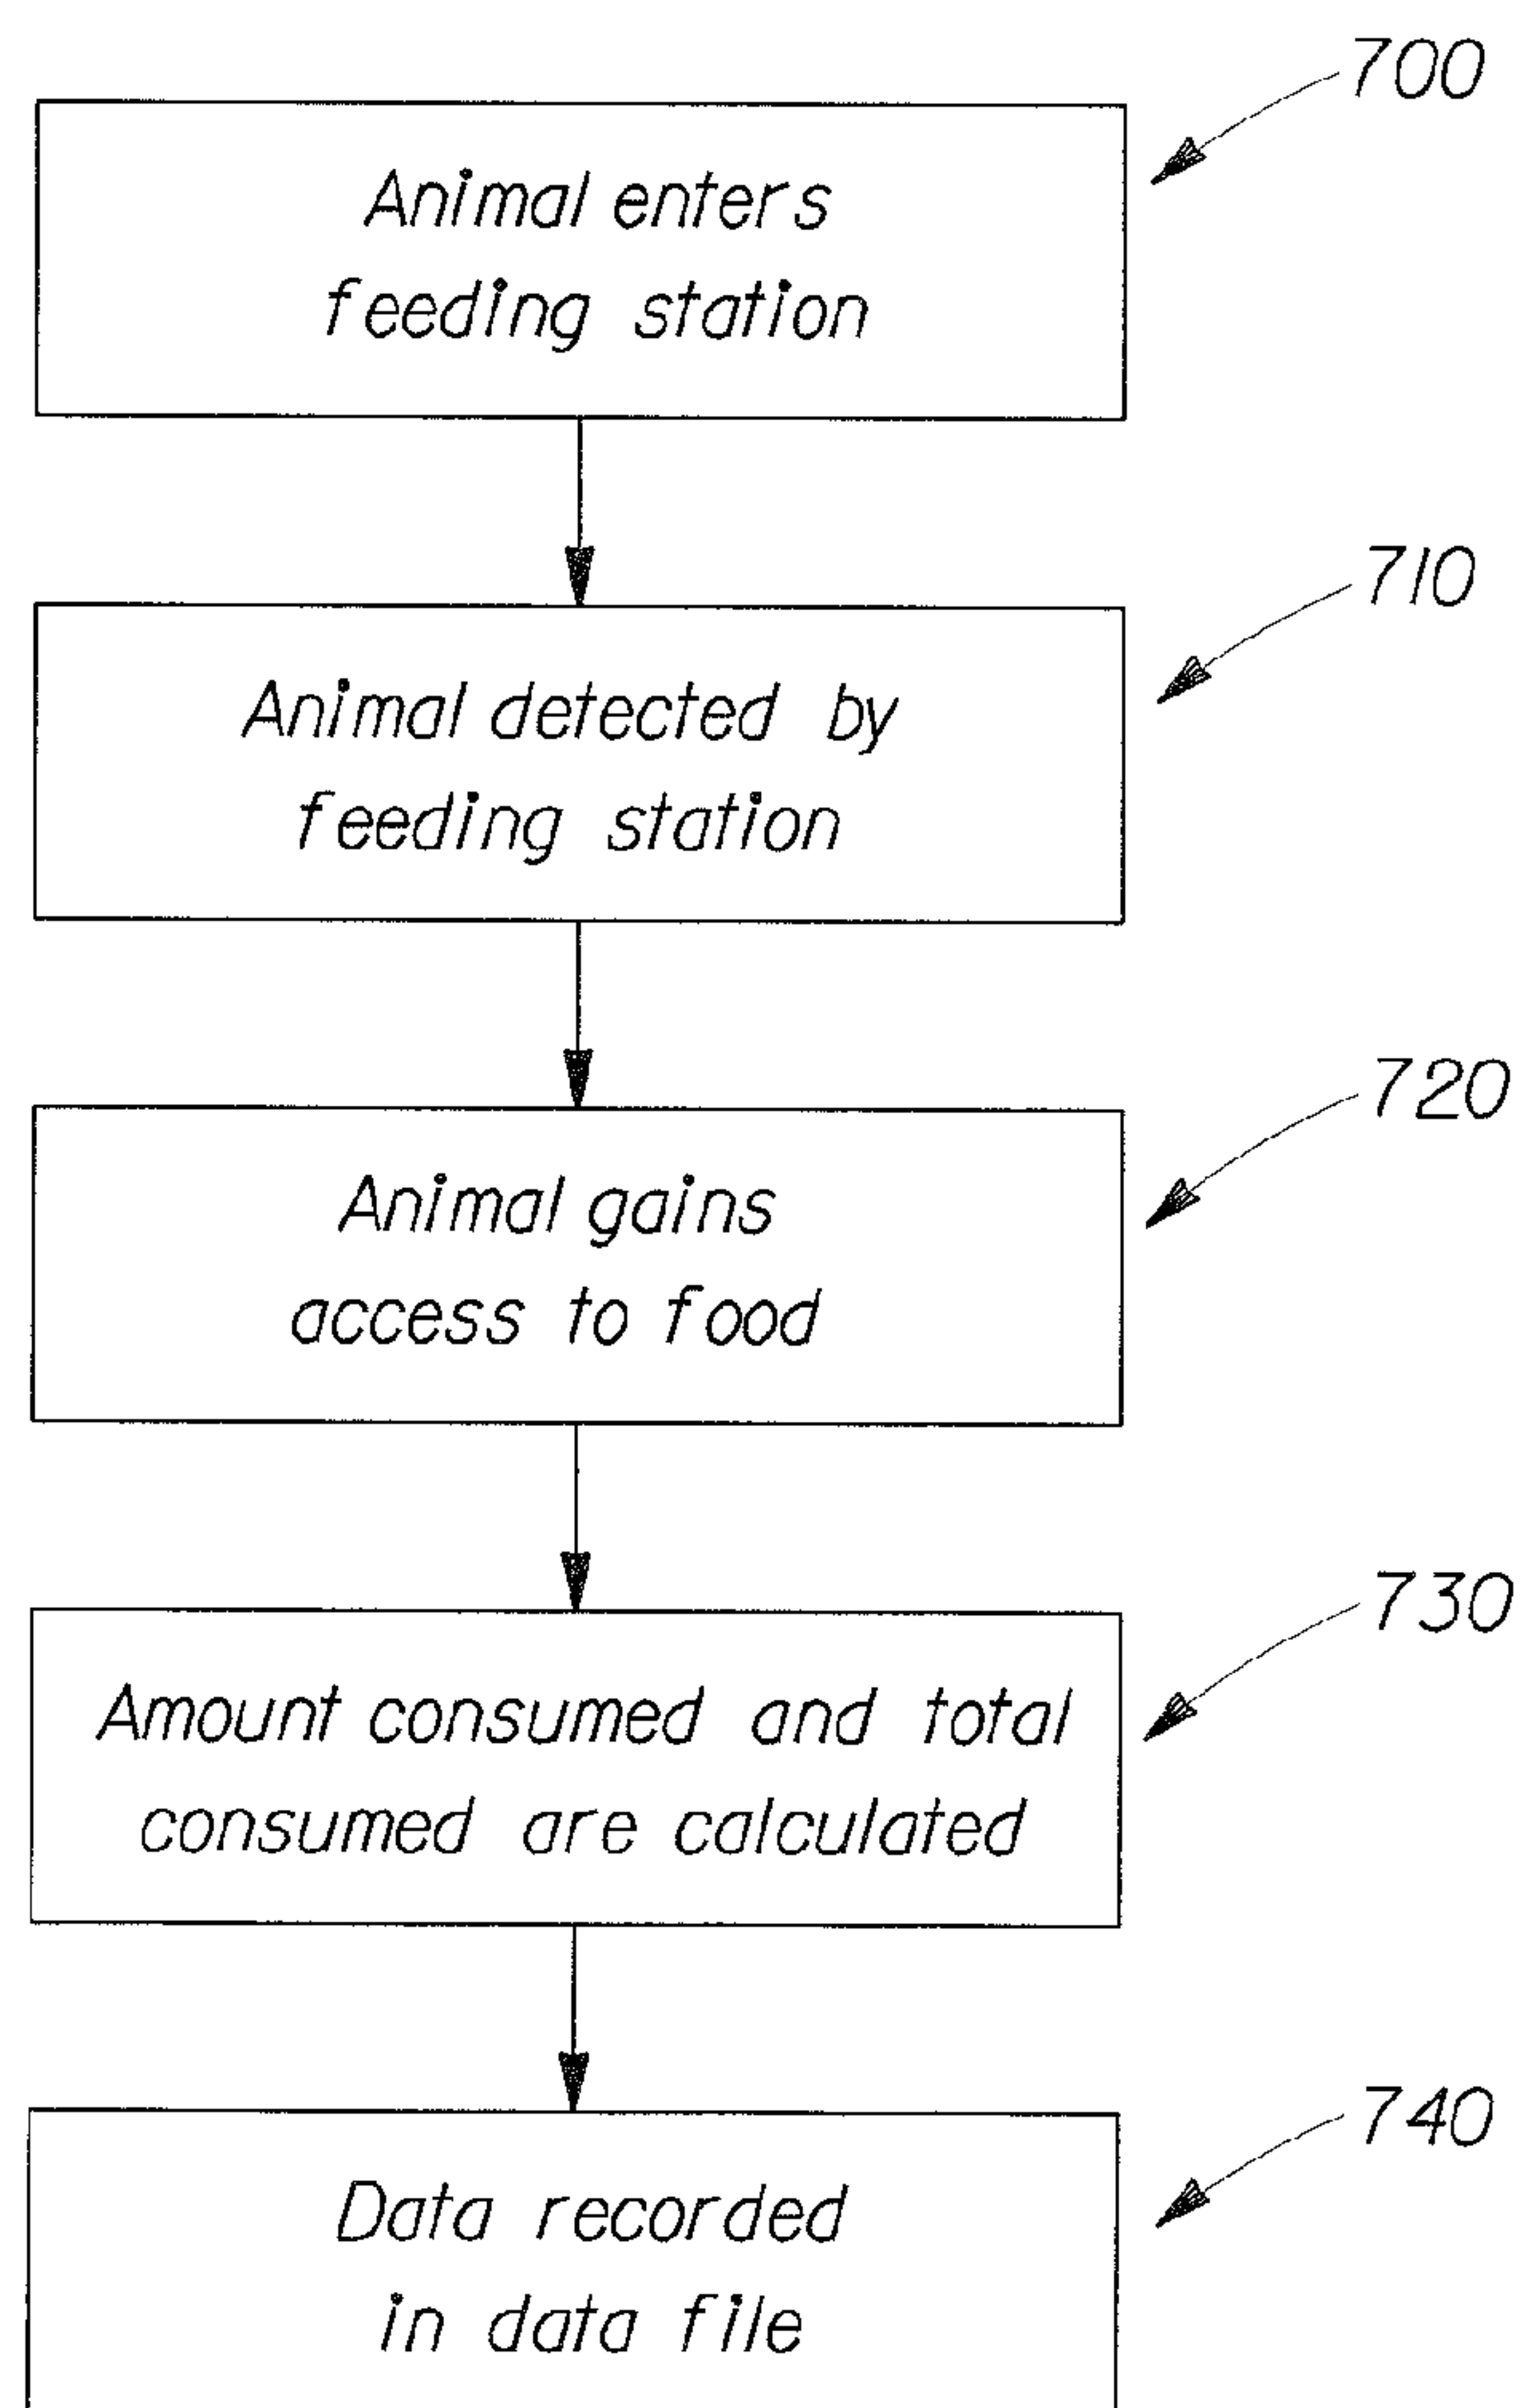 700
Animal enters
feeding station
710
Animal detected by
feeding station
720
Animal gains
access to food
730
Amount consumed and total
consumed are calculated
740
Data recorded
in data file